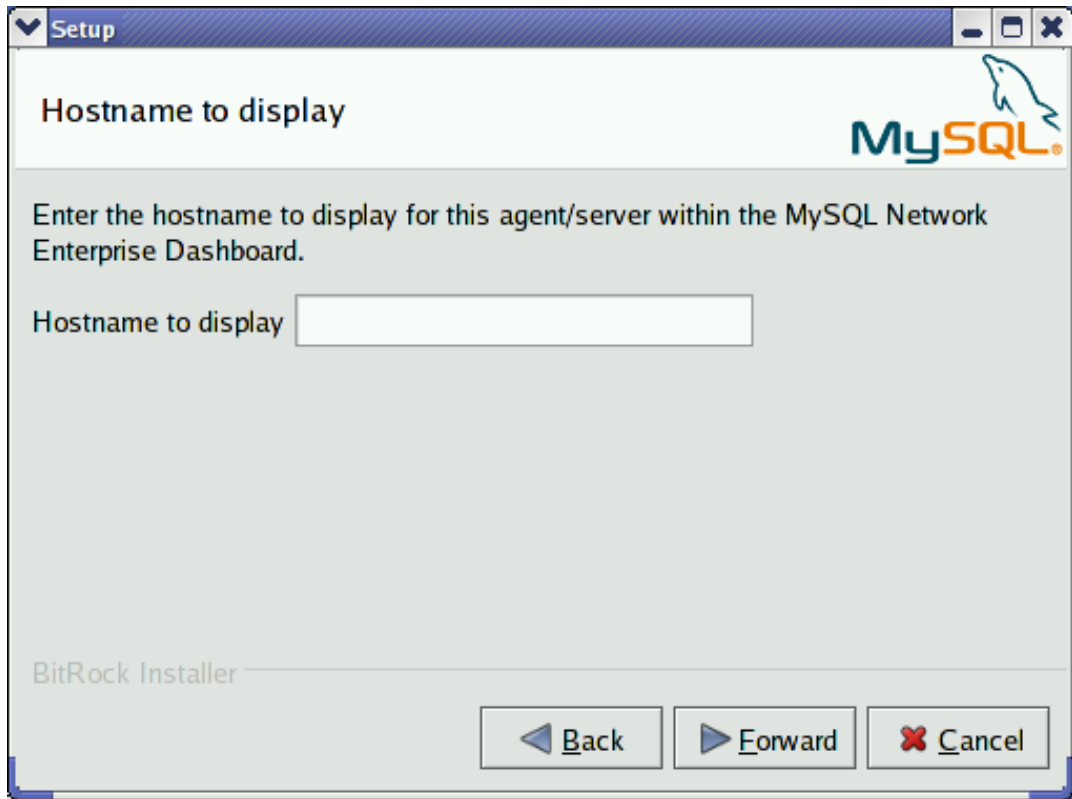 Setup
Hostname to display
MySQL®
Enter the hostname to display for this agent/server within the MySQL Network
Enterprise Dashboard.
Hostname to display
BitRock Installer
Back
Forward
Cancel